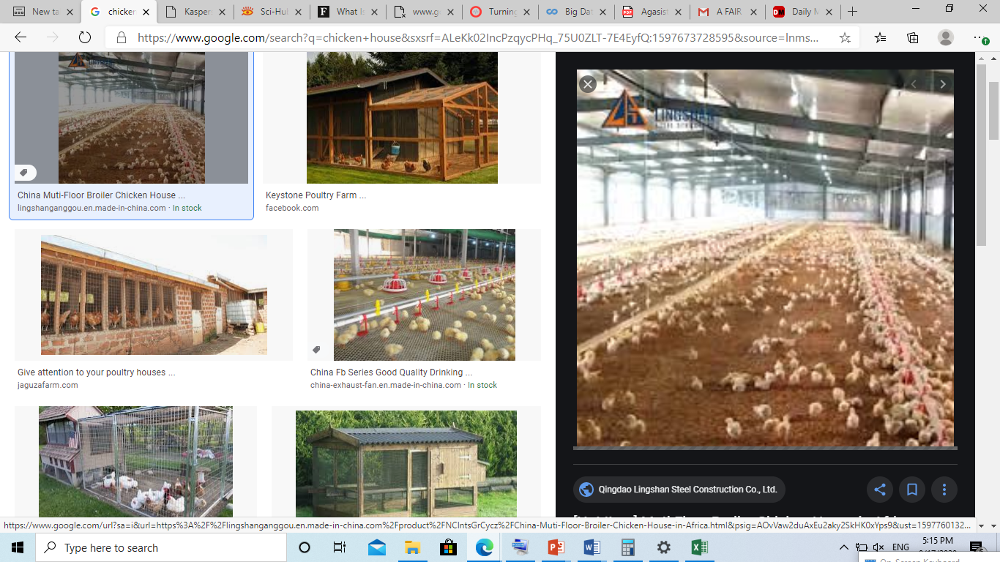 New ta
chicken
Kaspers
Sci-Hul
What Is
www.g
Turning
Big Dat
Agasist
A FAIR
Daily M
https://www.google.com/search?q=chicken+house&sxsrf=ALeKk02IncPzqycPHq_75U0ZLT-7E4EyfQ:1597673728595&source=lnms...
LINGSHAN
China Muti-Floor Broiler Chicken House ...
lingshanganggou.en.made-in-china.com · In stock
Keystone Poultry Farm ...
facebook.com
Give attention to your poultry houses ...
jaguzafarm.com
China Fb Series Good Quality Drinking ...
china-exhaust-fan.en.made-in-china.com · In stock
Qingdao Lingshan Steel Construction Co., Ltd.
https://www.google.com/url?sa=i&url=https%3A%2F%2Flingshanganggou.en.made-in-china.com%2Fproduct%2FNCIntsGrCycz%2FChina-Muti-Floor-Broiler-Chicken-House-in-Africa.html&psig=AOvVaw2duAxEu2aky2SkHK0xYps9&ust=1597760132...
Type here to search
ENG
5:15 PM
On-Screen Keyboard